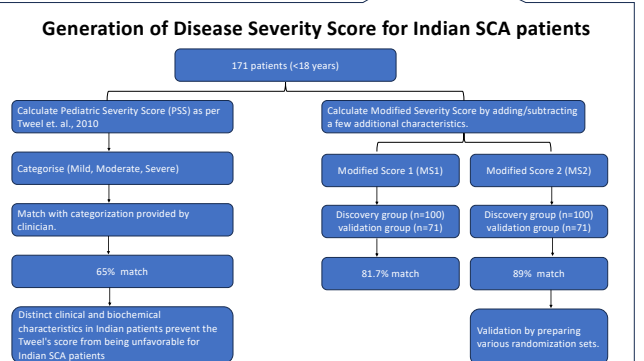 Generation of Disease Severity Score for Indian SCA patients
171 patients (<18 years)
Calculate Pediatric Severity Score (PSS) as per
Tweel et. al., 2010
Categorise (Mild, Moderate, Severe)
Match with categorization provided by
clinician.
65% match
Distinct clinical and biochemical
characteristics in Indian patients prevent the
Tweel's score from being unfavorable for
Indian SCA patients
Calculate Modified Severity Score by adding/subtracting
a few additional characteristics.
Modified Score 1 (MS1)
Discovery group (n=100)
validation group (n=71)
81.7% match
Modified Score 2 (MS2)
Discovery group (n=100)
validation group (n=71)
89% match
Validation by preparing
various randomization sets.